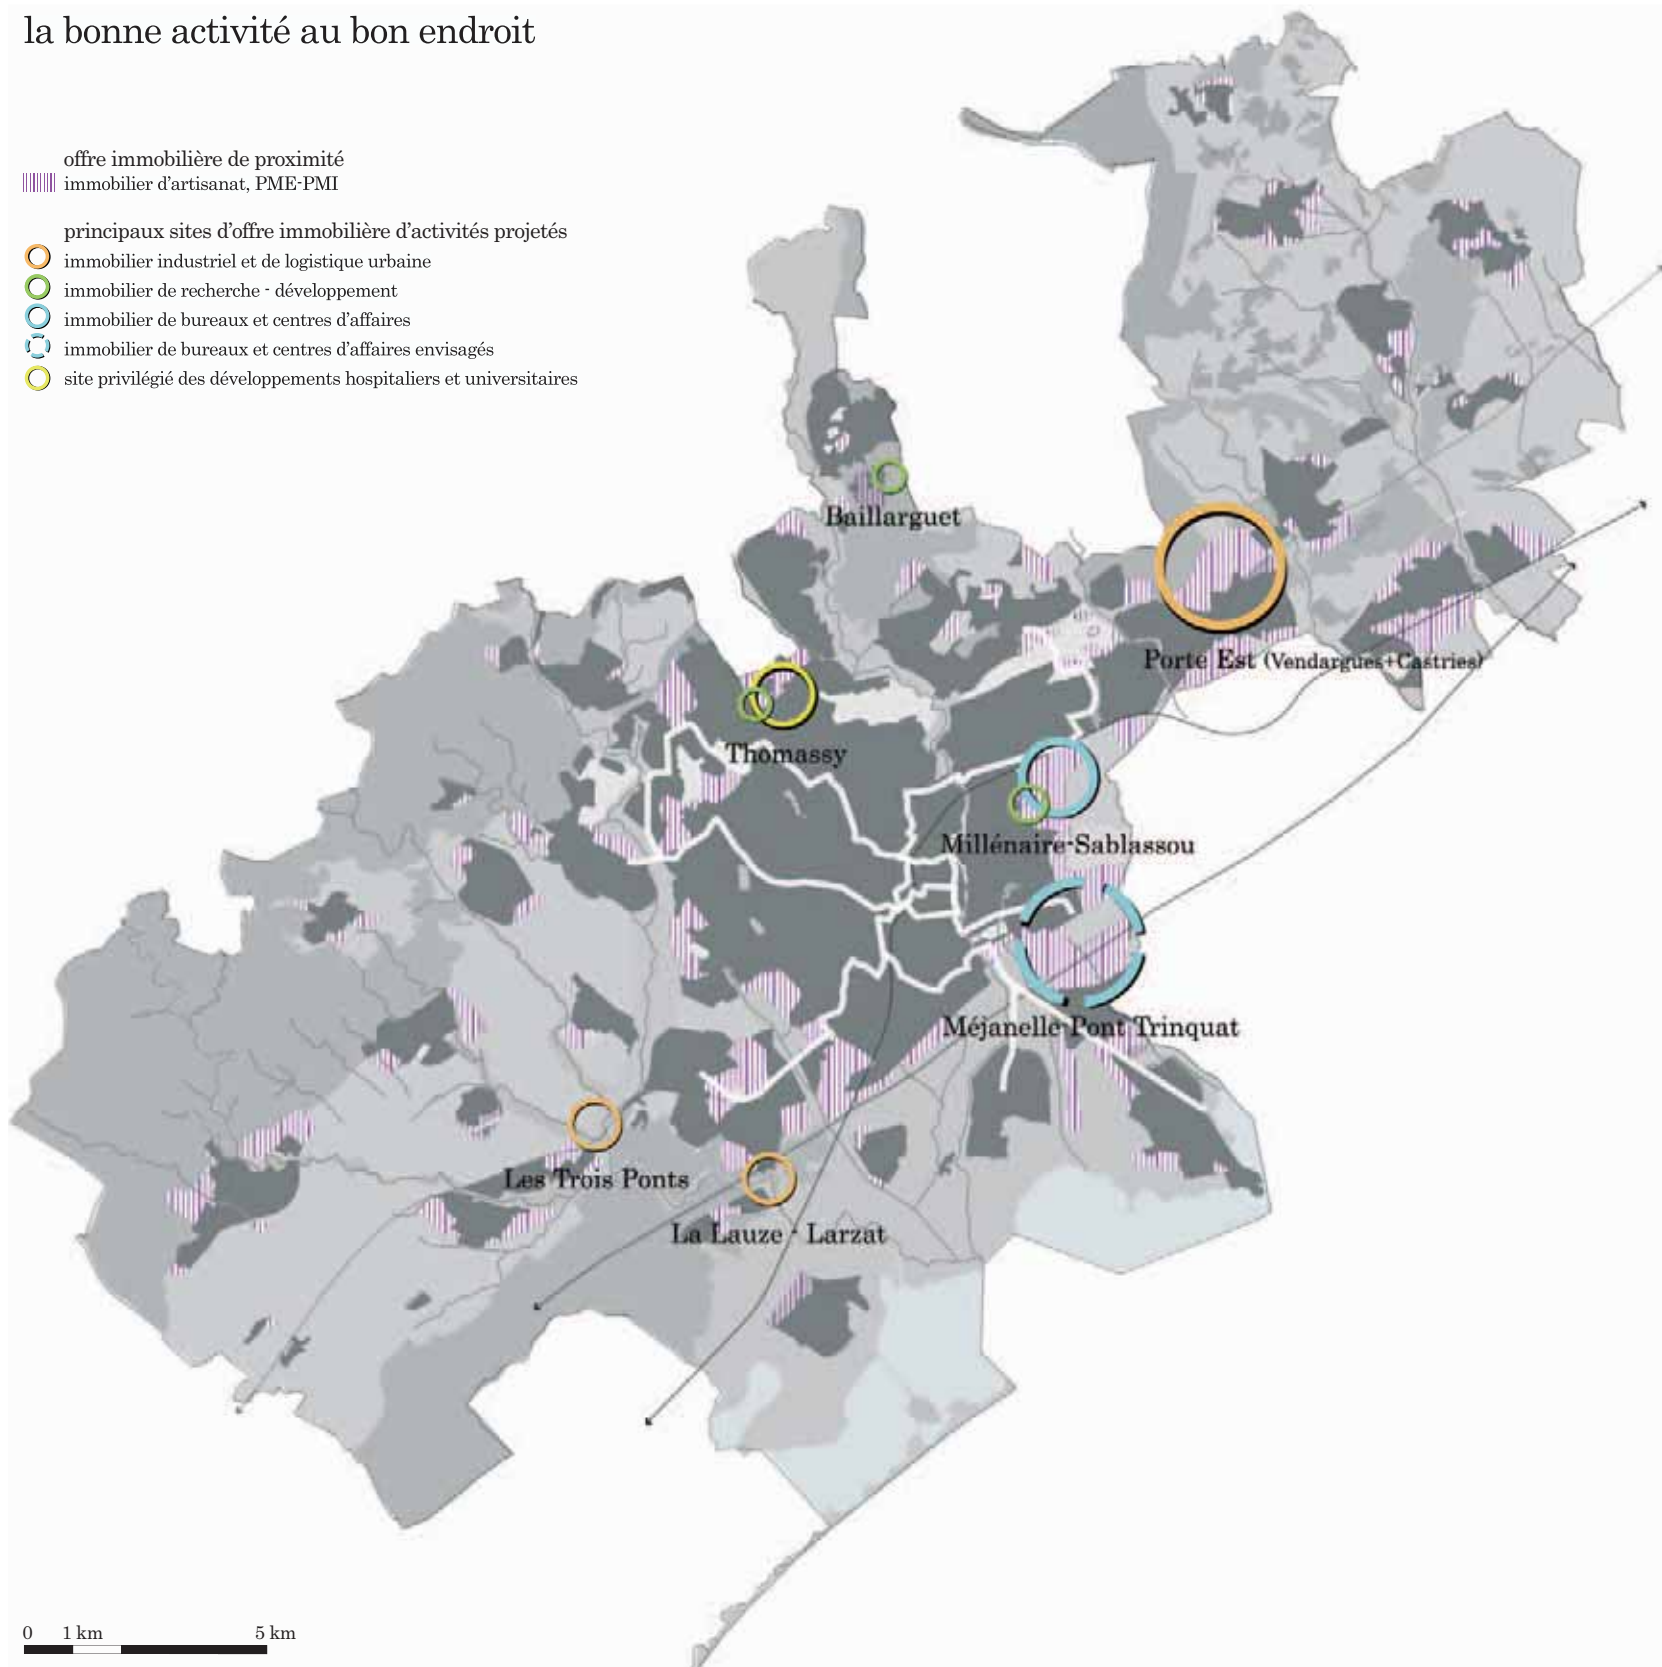 la bonne activité au bon endroit
offre immobilière de proximité
immobilier d'artisanat, PME-PMI
principaux sites d'offre immobilière d'activités projetés
immobilier industriel et de logistique urbaine
immobilier de recherche - développement
immobilier de bureaux et centres d'affaires
immobilier de bureaux et centres d'affaires envisagés
site privilégié des développements hospitaliers et universitaires
Baillarguet
Porte Est (Vendargues+Castries)
Thomassy
Millénaire-Sablassou
Méjanelle-Pont Trinquat
Les Trois Ponts
La Lauze - Larzat
0 1 km 5 km